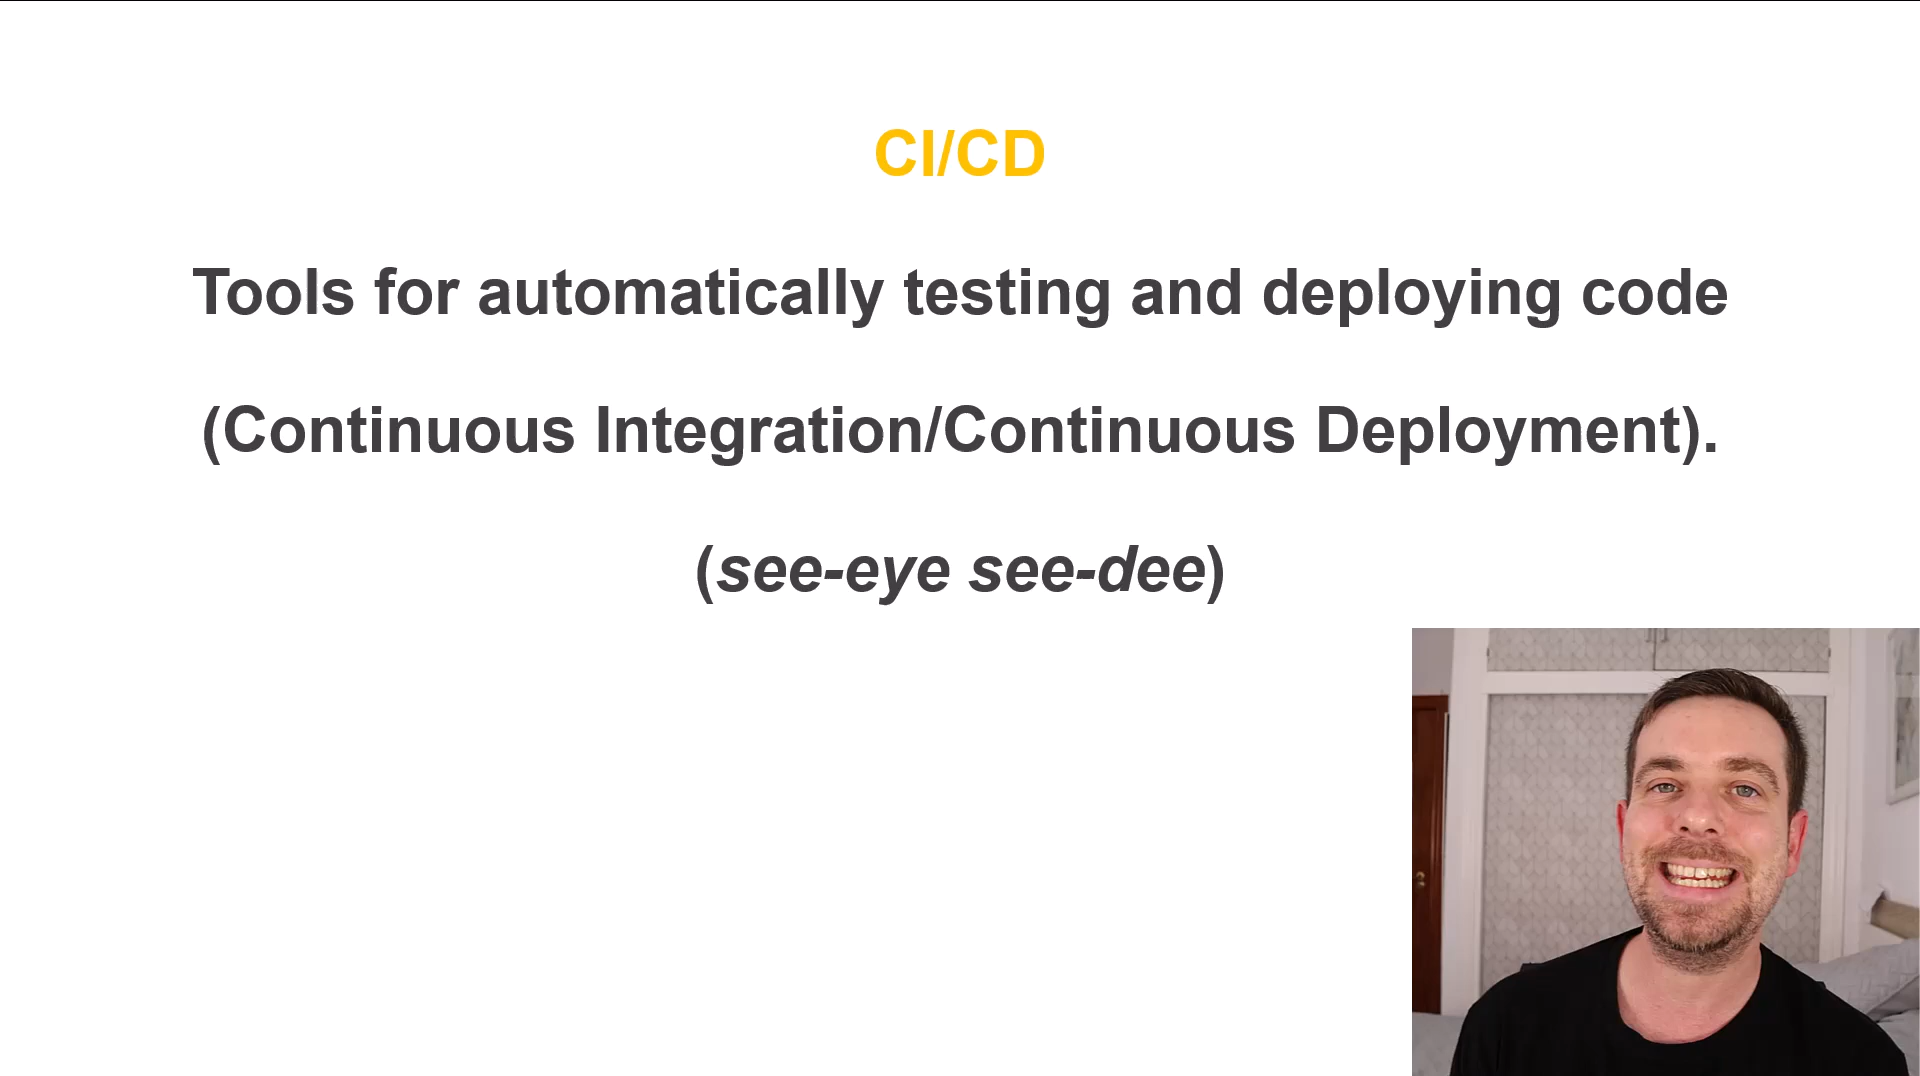 CI/CD
Tools for automatically testing and deploying code
(Continuous Integration/Continuous Deployment).
(see-eye see-dee)